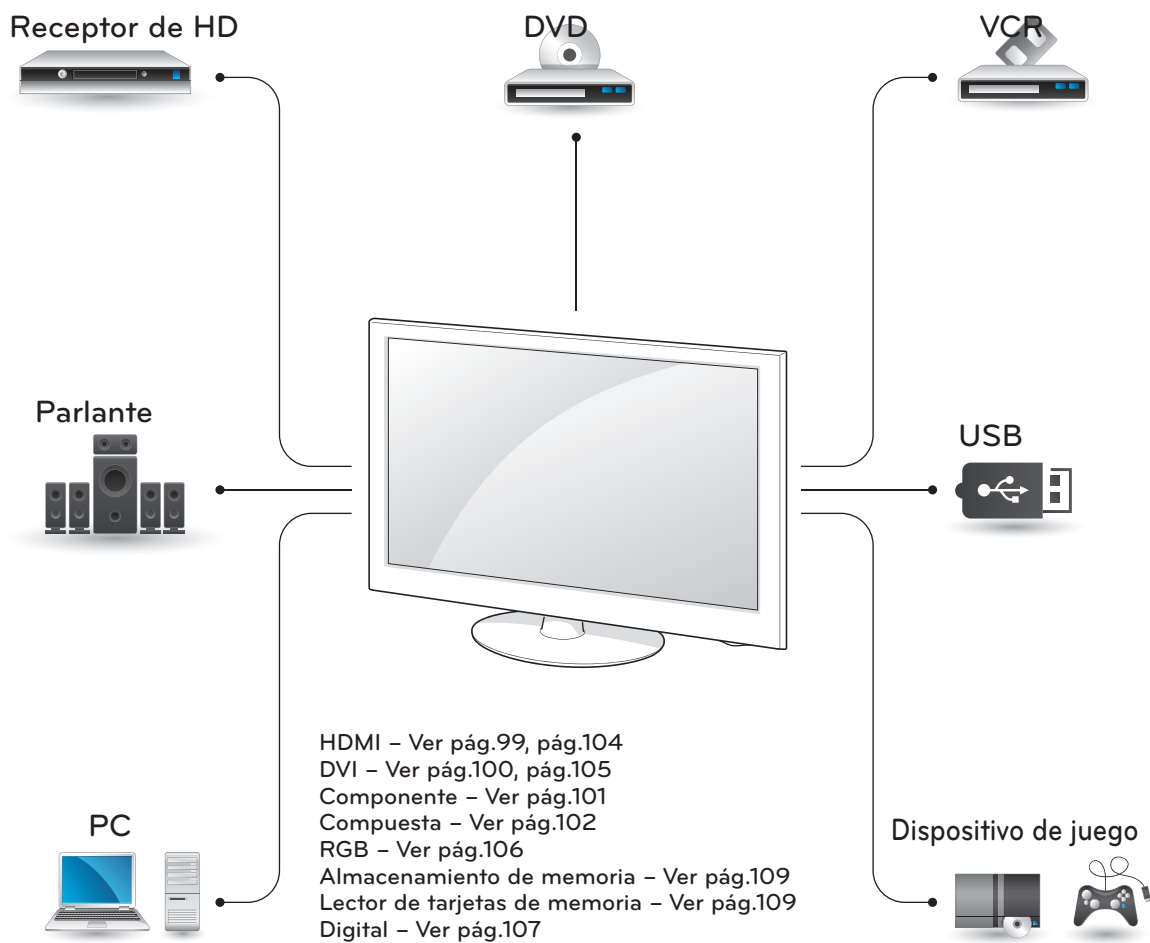 Receptor de HD
DVD
VCR
Parlante
USB
HDMI – Ver pág.99, pág.104
DVI – Ver pág.100, pág.105
Componente – Ver pág.101
Compuesta – Ver pág.102
RGB – Ver pág.106
Almacenamiento de memoria – Ver pág.109
Lector de tarjetas de memoria – Ver pág.109
Digital – Ver pág.107
PC
Dispositivo de juego